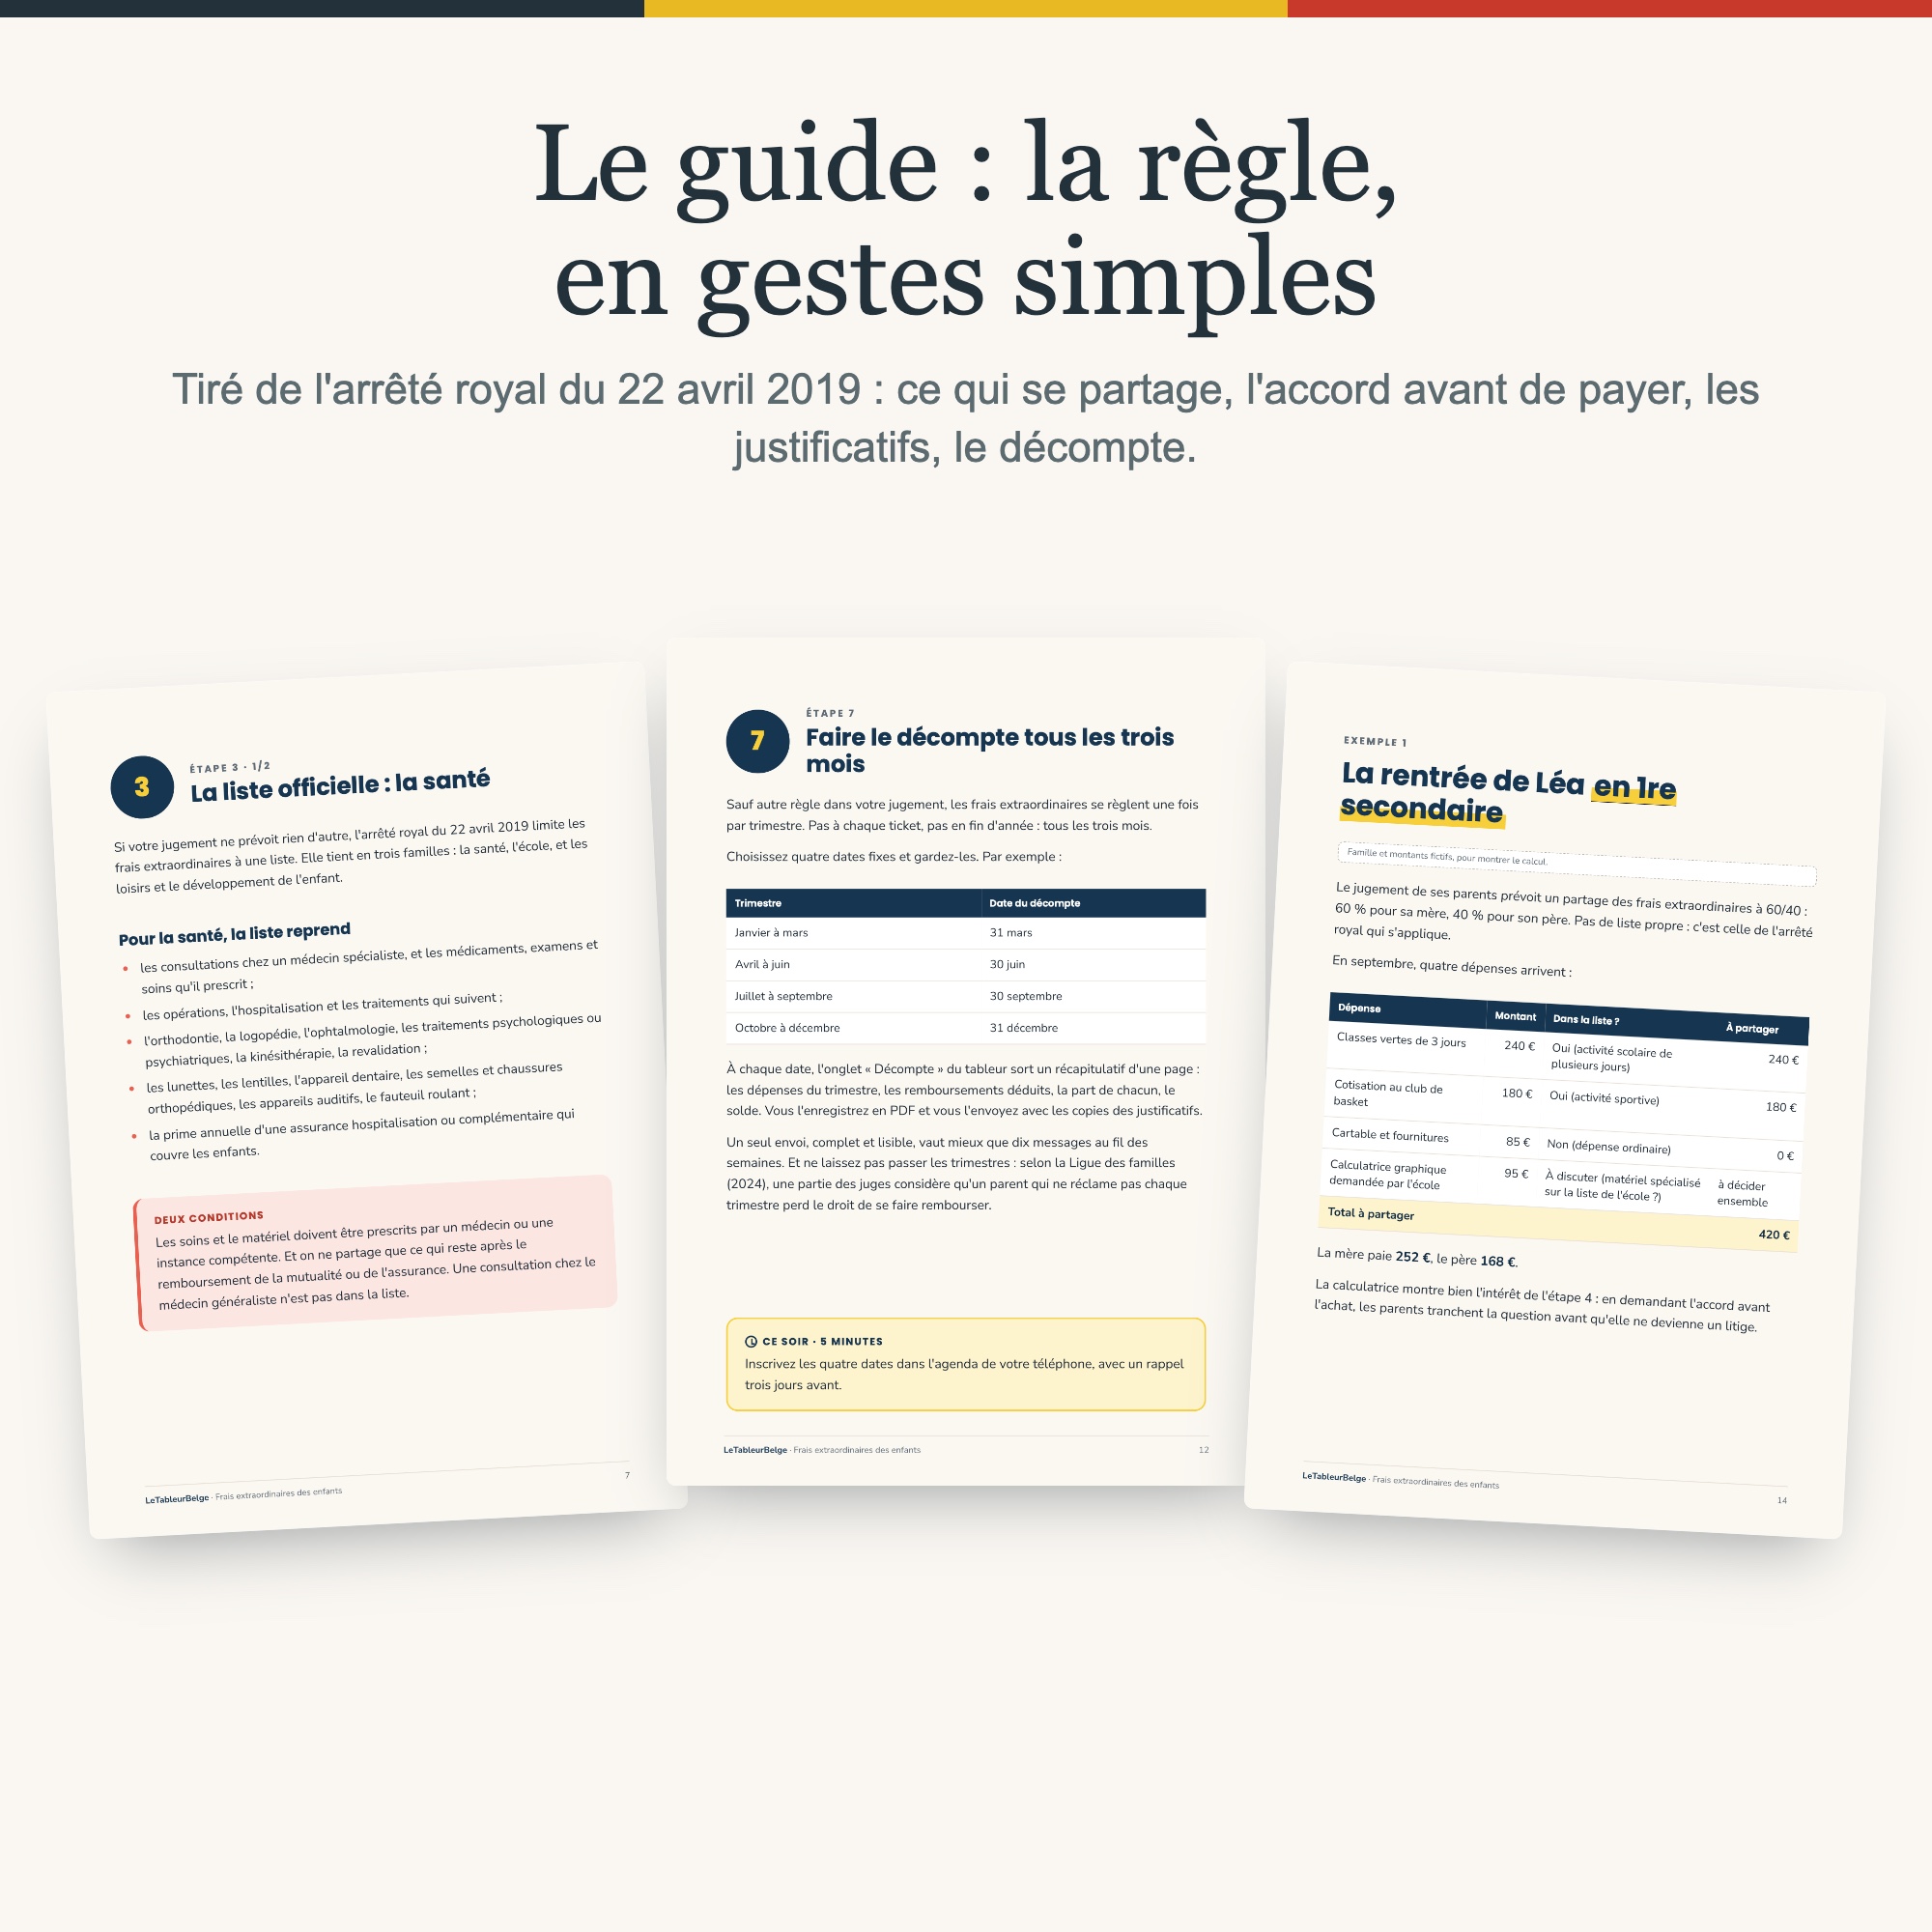 Le guide : la règle,
en gestes simples
Tiré de l'arrêté royal du 22 avril 2019 : ce qui se partage, l'accord avant de payer, les
justificatifs, le décompte.
3
ÉTAPE 3 · 1/2
La liste officielle : la santé
Si votre jugement ne prévoit rien d'autre, l'arrêté royal du 22 avril 2019 limite les
frais extraordinaires à une liste. Elle tient en trois familles : la santé, l'école, et les
loisirs et le développement de l'enfant.
Pour la santé, la liste reprend
• les consultations chez un médecin spécialiste, et les médicaments, examens et
soins qu'il prescrit ;
• les opérations, l'hospitalisation et les traitements qui suivent ;
• l'orthodontie, la logopédie, l'ophtalmologie, les traitements psychologiques ou
psychiatriques, la kinésithérapie, la revalidation ;
• les lunettes, les lentilles, l'appareil dentaire, les semelles et chaussures
orthopédiques, les appareils auditifs, le fauteuil roulant ;
• la prime annuelle d'une assurance hospitalisation ou complémentaire qui
couvre les enfants.
DEUX CONDITIONS
Les soins et le matériel doivent être prescrits par un médecin ou une
instance compétente. Et on ne partage que ce qui reste après le
remboursement de la mutualité ou de l'assurance. Une consultation chez le
médecin généraliste n'est pas dans la liste.
LeTableurBelge · Frais extraordinaires des enfants
7
7
ÉTAPE 7
Faire le décompte tous les trois
mois
Sauf autre règle dans votre jugement, les frais extraordinaires se règlent une fois
par trimestre. Pas à chaque ticket, pas en fin d'année : tous les trois mois.
Choisissez quatre dates fixes et gardez-les. Par exemple :
Trimestre Date du décompte
Janvier à mars 31 mars
Avril à juin 30 juin
Juillet à septembre 30 septembre
Octobre à décembre 31 décembre
À chaque date, l'onglet « Décompte » du tableur sort un récapitulatif d'une page :
les dépenses du trimestre, les remboursements déduits, la part de chacun, le
solde. Vous l'enregistrez en PDF et vous l'envoyez avec les copies des justificatifs.
Un seul envoi, complet et lisible, vaut mieux que dix messages au fil des
semaines. Et ne laissez pas passer les trimestres : selon la Ligue des familles
(2024), une partie des juges considère qu'un parent qui ne réclame pas chaque
trimestre perd le droit de se faire rembourser.
CE SOIR · 5 MINUTES
Inscrivez les quatre dates dans l'agenda de votre téléphone, avec un rappel
trois jours avant.
LeTableurBelge · Frais extraordinaires des enfants 12
EXEMPLE 1
La rentrée de Léa en 1re
secondaire
Famille et montants fictifs, pour montrer le calcul.
Le jugement de ses parents prévoit un partage des frais extraordinaires à 60/40 :
60 % pour sa mère, 40 % pour son père. Pas de liste propre : c'est celle de l'arrêté
royal qui s'applique.
En septembre, quatre dépenses arrivent :
Dépense Montant Dans la liste ? À partager
Classes vertes de 3 jours 240 € Oui (activité scolaire de
plusieurs jours) 240 €
Cotisation au club de
basket 180 € Oui (activité sportive) 180 €
Cartable et fournitures 85 € Non (dépense ordinaire) 0 €
Calculatrice graphique
demandée par l'école 95 € À discuter (matériel spécialisé
sur la liste de l'école ?) à décider
ensemble
Total à partager 420 €
La mère paie 252 €, le père 168 €.
La calculatrice montre bien l'intérêt de l'étape 4 : en demandant l'accord avant
l'achat, les parents tranchent la question avant qu'elle ne devienne un litige.
LeTableurBelge · Frais extraordinaires des enfants
14